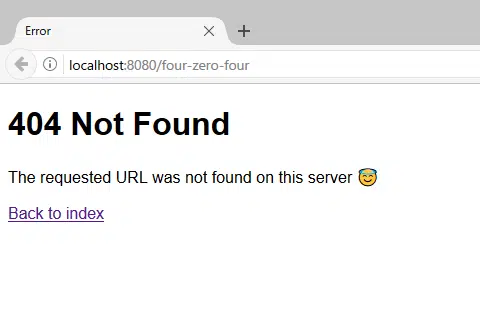 Error
localhost:8080/four-zero-four
404 Not Found
The requested URL was not found on this server 😇
Back to index